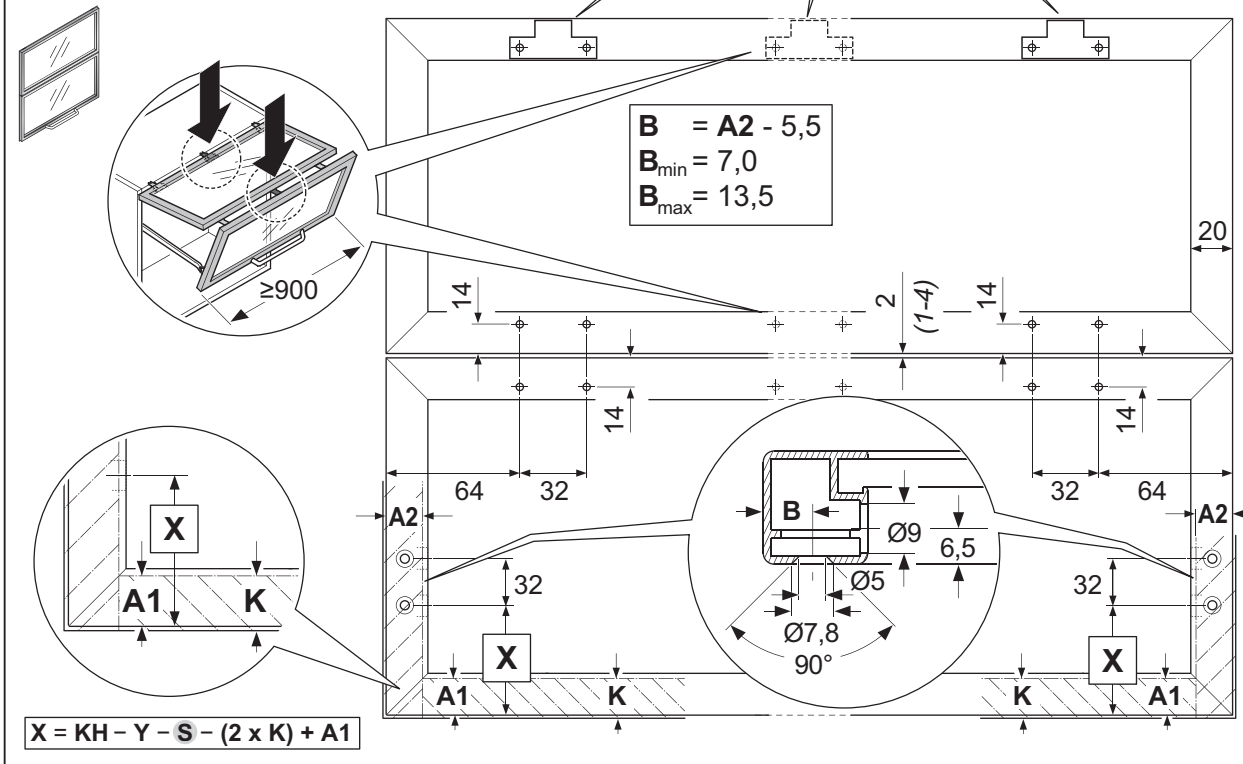 B = A2 - 5,5
Bmin = 7,0
Bmax = 13,5
20
≥900
14
2
(1-4)
14
14
14
64
32
32
64
A2
B
Ø9
6,5
A2
X
32
Ø5
32
A1
K
Ø7,8
90°
X
X
A1
K
K
A1
X = KH – Y – S – (2 x K) + A1